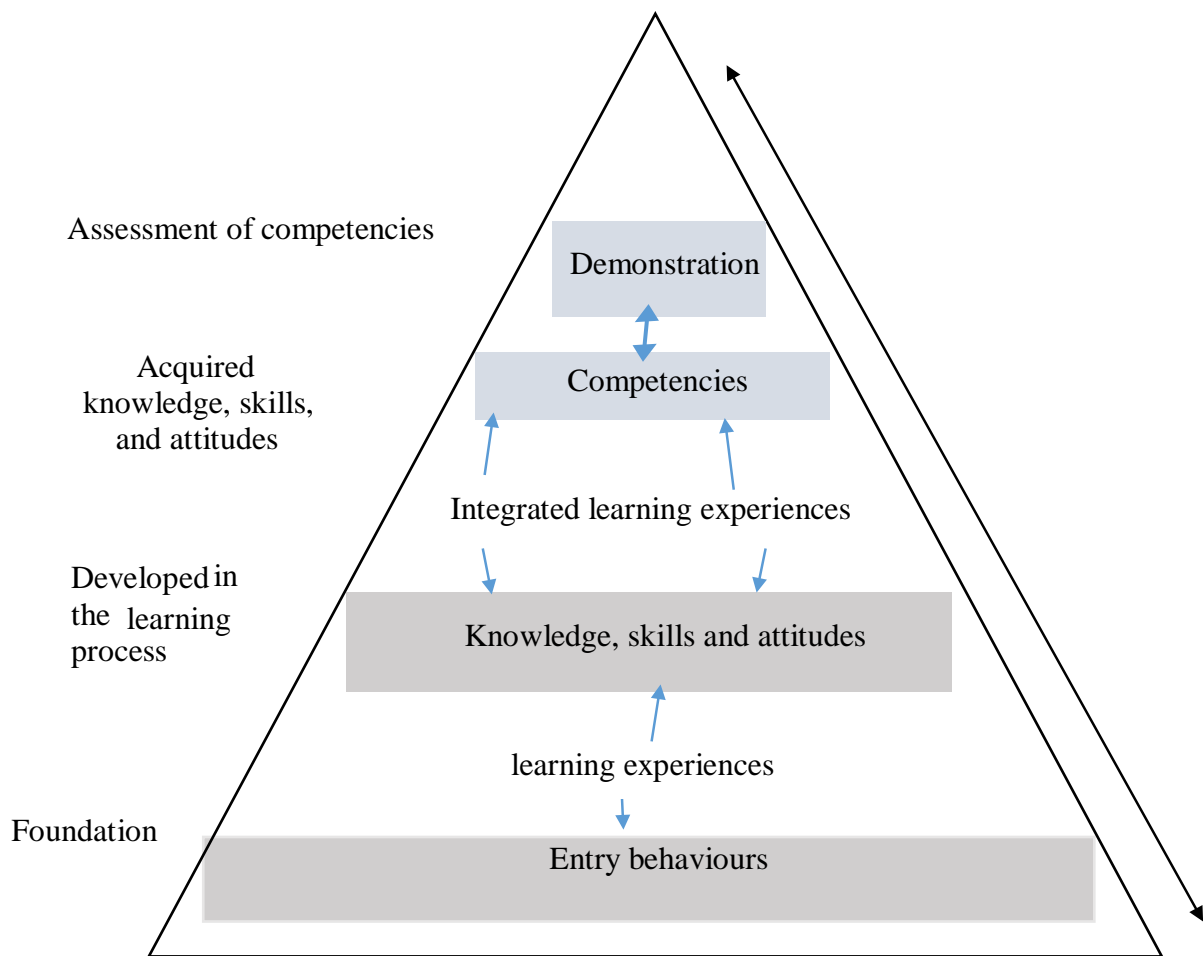 Assessment of competencies
Demonstration
Acquired
knowledge, skills,
and attitudes
Competencies
Integrated learning experiences
Developed in
the learning
process
Knowledge, skills and attitudes
learning experiences
Foundation
Entry behaviours